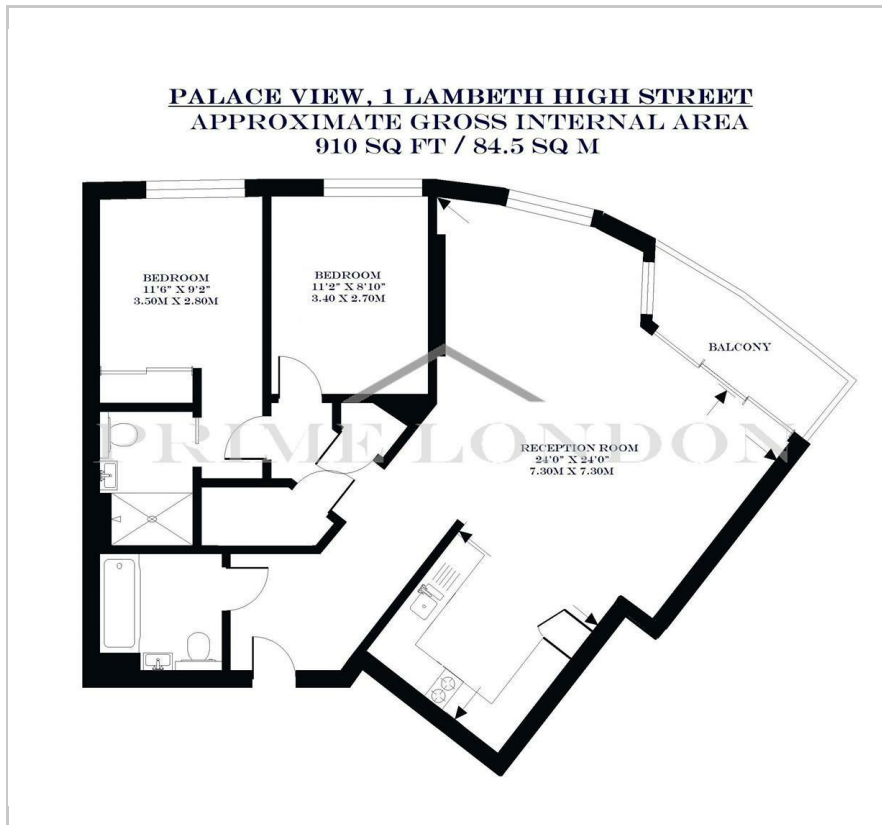 PALACE VIEW, 1 LAMBETH HIGH STREET
APPROXIMATE GROSS INTERNAL AREA
910 SQ FT / 84.5 SQ M
BEDROOM
11'6" X 9'2"
3.50M X 2.80M
BEDROOM
11'2" X 8'10"
3.40 X 2.70M
BALCONY
RECEPTION ROOM
24'0" X 24'0"
7.30M X 7.30M
PRIME LONDON